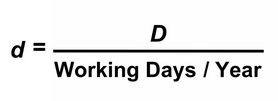 d = D
Working Days / Year